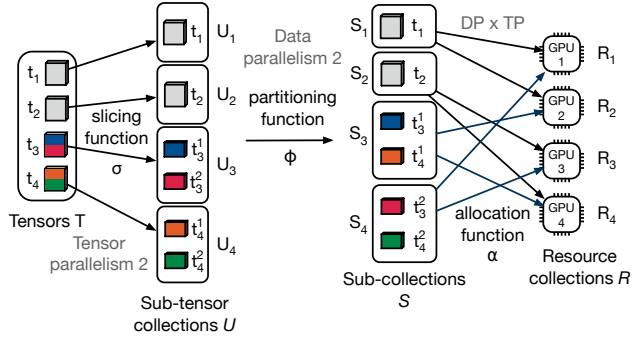 t₁
t₂
t₃
t₄
Tensors T
slicing
function
σ
Tensor
parallelism 2
t₁ U₁
t₂ U₂
t₃¹
t₃² U₃
t₄¹
t₄² U₄
Sub-tensor
collections U
Data
parallelism 2
partitioning
function
ϕ
S₁ t₁
S₂ t₂
S₃ t₃¹
t₄¹
S₄ t₃²
t₄²
Sub-collections
S
DP x TP
allocation
function
α
GPU
1 R₁
GPU
2 R₂
GPU
3 R₃
GPU
4 R₄
Resource
collections R